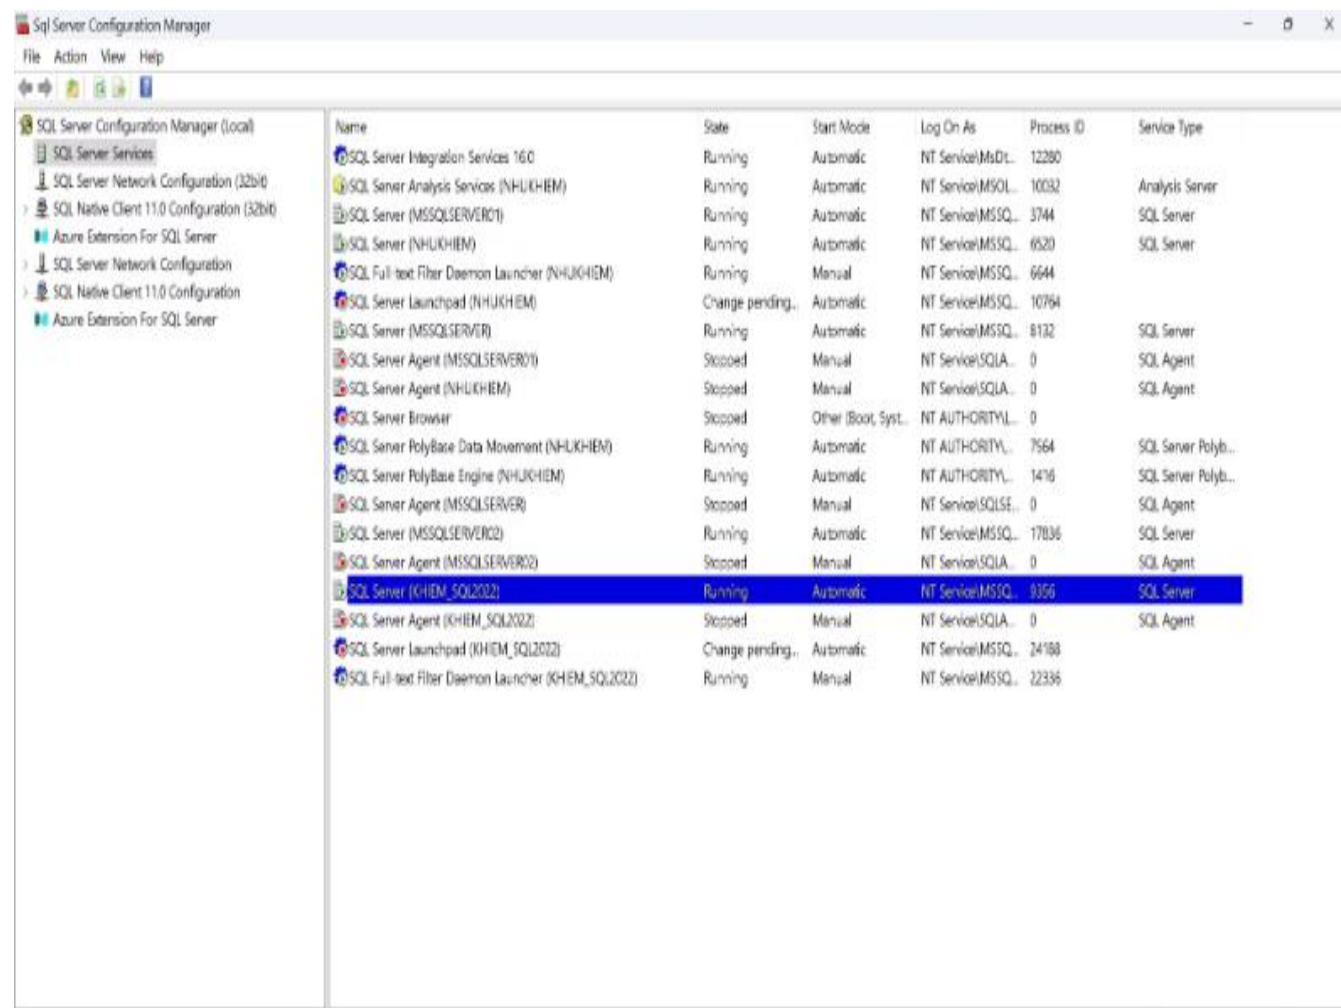 Sql Server Configuration Manager
File Action View Help
SQL Server Configuration Manager (Local)
SQL Server Services
SQL Server Network Configuration (32bit)
SQL Native Client 11.0 Configuration (32bit)
Azure Extension For SQL Server
SQL Server Network Configuration
SQL Native Client 11.0 Configuration
Azure Extension For SQL Server
Name State Start Mode Log On As Process ID Service Type
SQL Server Integration Services 16.0 Running Automatic NT Service\MsDt... 12280
SQL Server Analysis Services (NHUKHIEM) Running Automatic NT Service\MSOL... 10032 Analysis Server
SQL Server (MSSQLSERVER01) Running Automatic NT Service\MSSQ... 3744 SQL Server
SQL Server (NHUKHIEM) Running Automatic NT Service\MSSQ... 6520 SQL Server
SQL Full-text Filter Daemon Launcher (NHUKHIEM) Running Manual NT Service\MSSQ... 6644
SQL Server Launchpad (NHUKHIEM) Change pending... Automatic NT Service\MSSQ... 10764
SQL Server (MSSQLSERVER) Running Automatic NT Service\MSSQ... 8132 SQL Server
SQL Server Agent (MSSQLSERVER01) Stopped Manual NT Service\SQLA... 0 SQL Agent
SQL Server Agent (NHUKHIEM) Stopped Manual NT Service\SQLA... 0 SQL Agent
SQL Server Browser Stopped Other (Boot, Syst... NT AUTHORITY\L... 0
SQL Server PolyBase Data Movement (NHUKHIEM) Running Automatic NT AUTHORITY\... 7564 SQL Server Polyb...
SQL Server PolyBase Engine (NHUKHIEM) Running Automatic NT AUTHORITY\... 1416 SQL Server Polyb...
SQL Server Agent (MSSQLSERVER) Stopped Manual NT Service\SQLSE... 0 SQL Agent
SQL Server (MSSQLSERVER02) Running Automatic NT Service\MSSQ... 17836 SQL Server
SQL Server Agent (MSSQLSERVER02) Stopped Manual NT Service\SQLA... 0 SQL Agent
SQL Server (KHIEM_SQL2022) Running Automatic NT Service\MSSQ... 9356 SQL Server
SQL Server Agent (KHIEM_SQL2022) Stopped Manual NT Service\SQLA... 0 SQL Agent
SQL Server Launchpad (KHIEM_SQL2022) Change pending... Automatic NT Service\MSSQ... 24188
SQL Full-text Filter Daemon Launcher (KHIEM_SQL2022) Running Manual NT Service\MSSQ... 22336